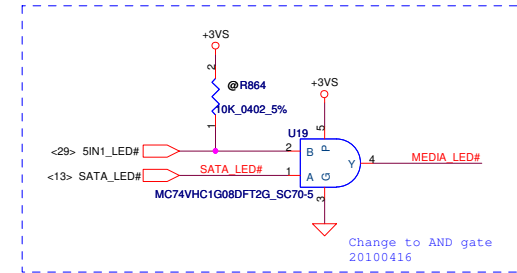 +3VS
2
@R864
10K_0402_5%
1
+3VS
U19
5
<29> 5IN1_LED#
2
B
P
Y
4
MEDIA_LED#
<13> SATA_LED#
SATA_LED#
1
A
G
3
MC74VHC1G08DFT2G_SC70-5
Change to AND gate
20100416